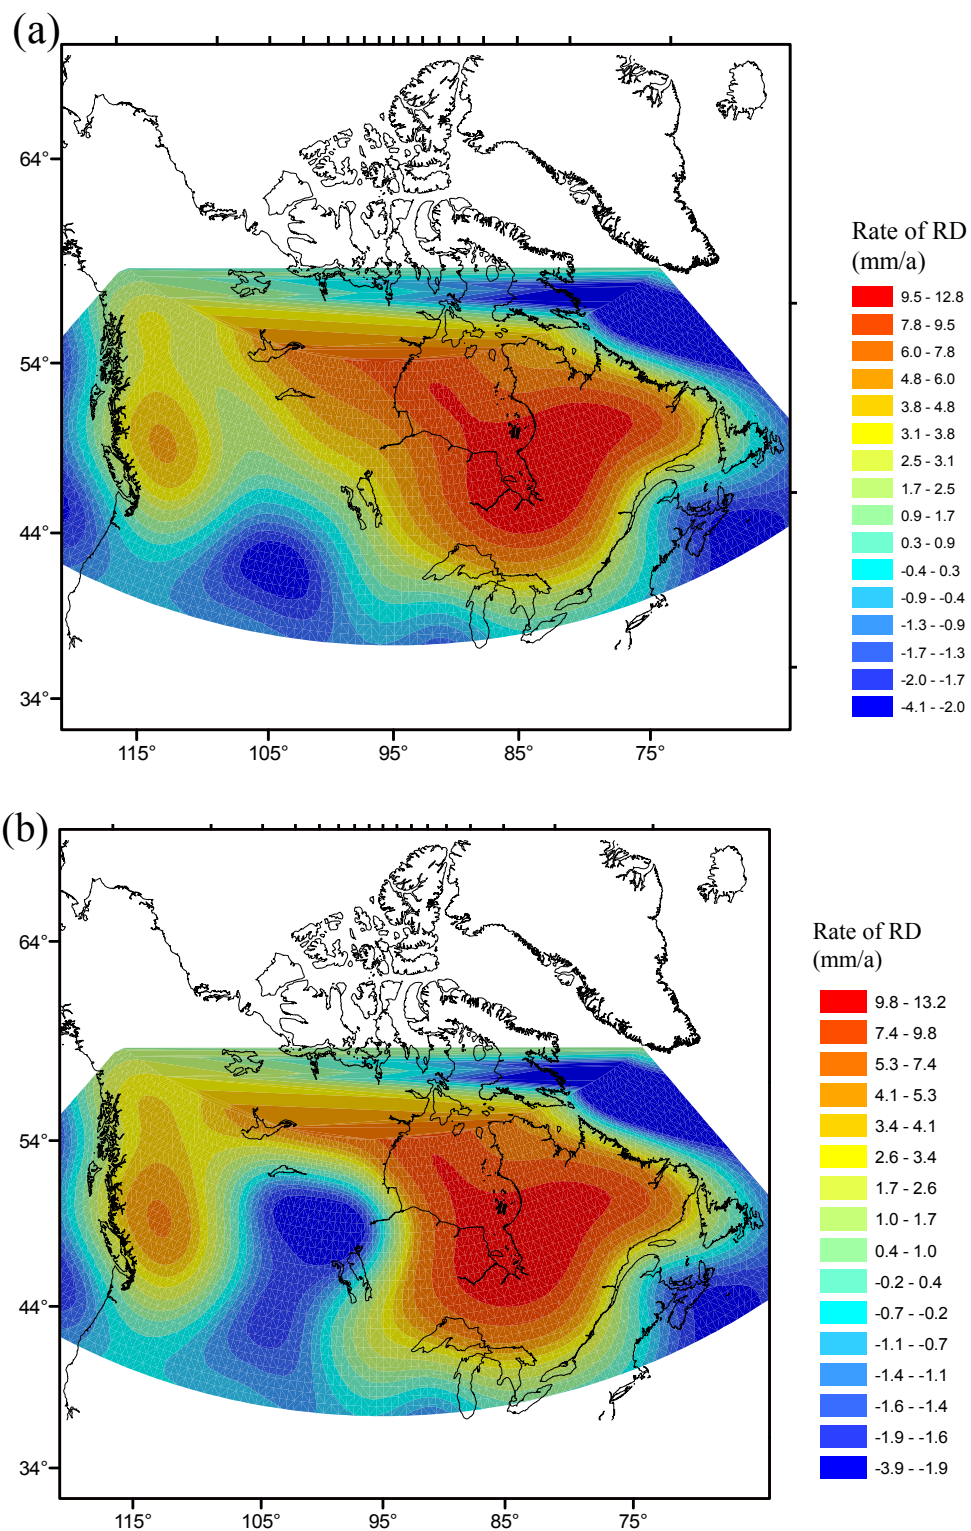 (a)
64°
54°
44°
34°
115°
105°
95°
85°
75°
Rate of RD
(mm/a)
9.5 - 12.8
7.8 - 9.5
6.0 - 7.8
4.8 - 6.0
3.8 - 4.8
3.1 - 3.8
2.5 - 3.1
1.7 - 2.5
0.9 - 1.7
0.3 - 0.9
-0.4 - 0.3
-0.9 - -0.4
-1.3 - -0.9
-1.7 - -1.3
-2.0 - -1.7
-4.1 - -2.0
(b)
64°
54°
44°
34°
115°
105°
95°
85°
75°
Rate of RD
(mm/a)
9.8 - 13.2
7.4 - 9.8
5.3 - 7.4
4.1 - 5.3
3.4 - 4.1
2.6 - 3.4
1.7 - 2.6
1.0 - 1.7
0.4 - 1.0
-0.2 - 0.4
-0.7 - -0.2
-1.1 - -0.7
-1.4 - -1.1
-1.6 - -1.4
-1.9 - -1.6
-3.9 - -1.9